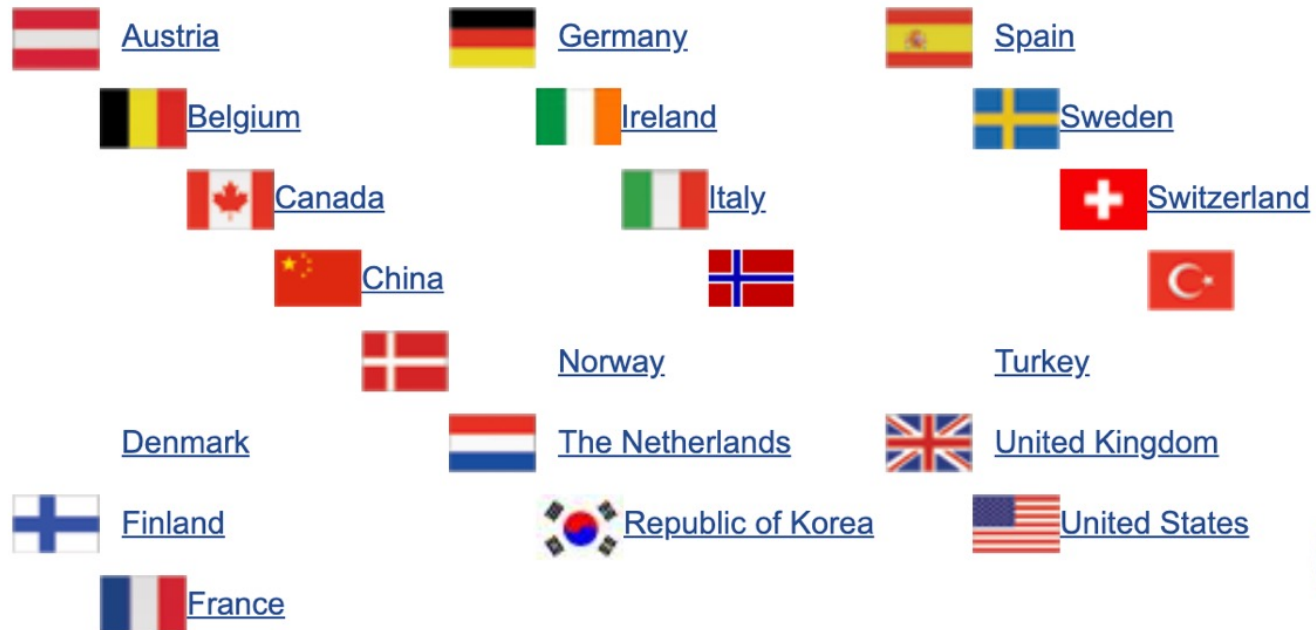 Austria
Belgium
Canada
China
Denmark
Finland
France
Germany
Ireland
Italy
Norway
The Netherlands
Republic of Korea
Spain
Sweden
Switzerland
Turkey
United Kingdom
United States